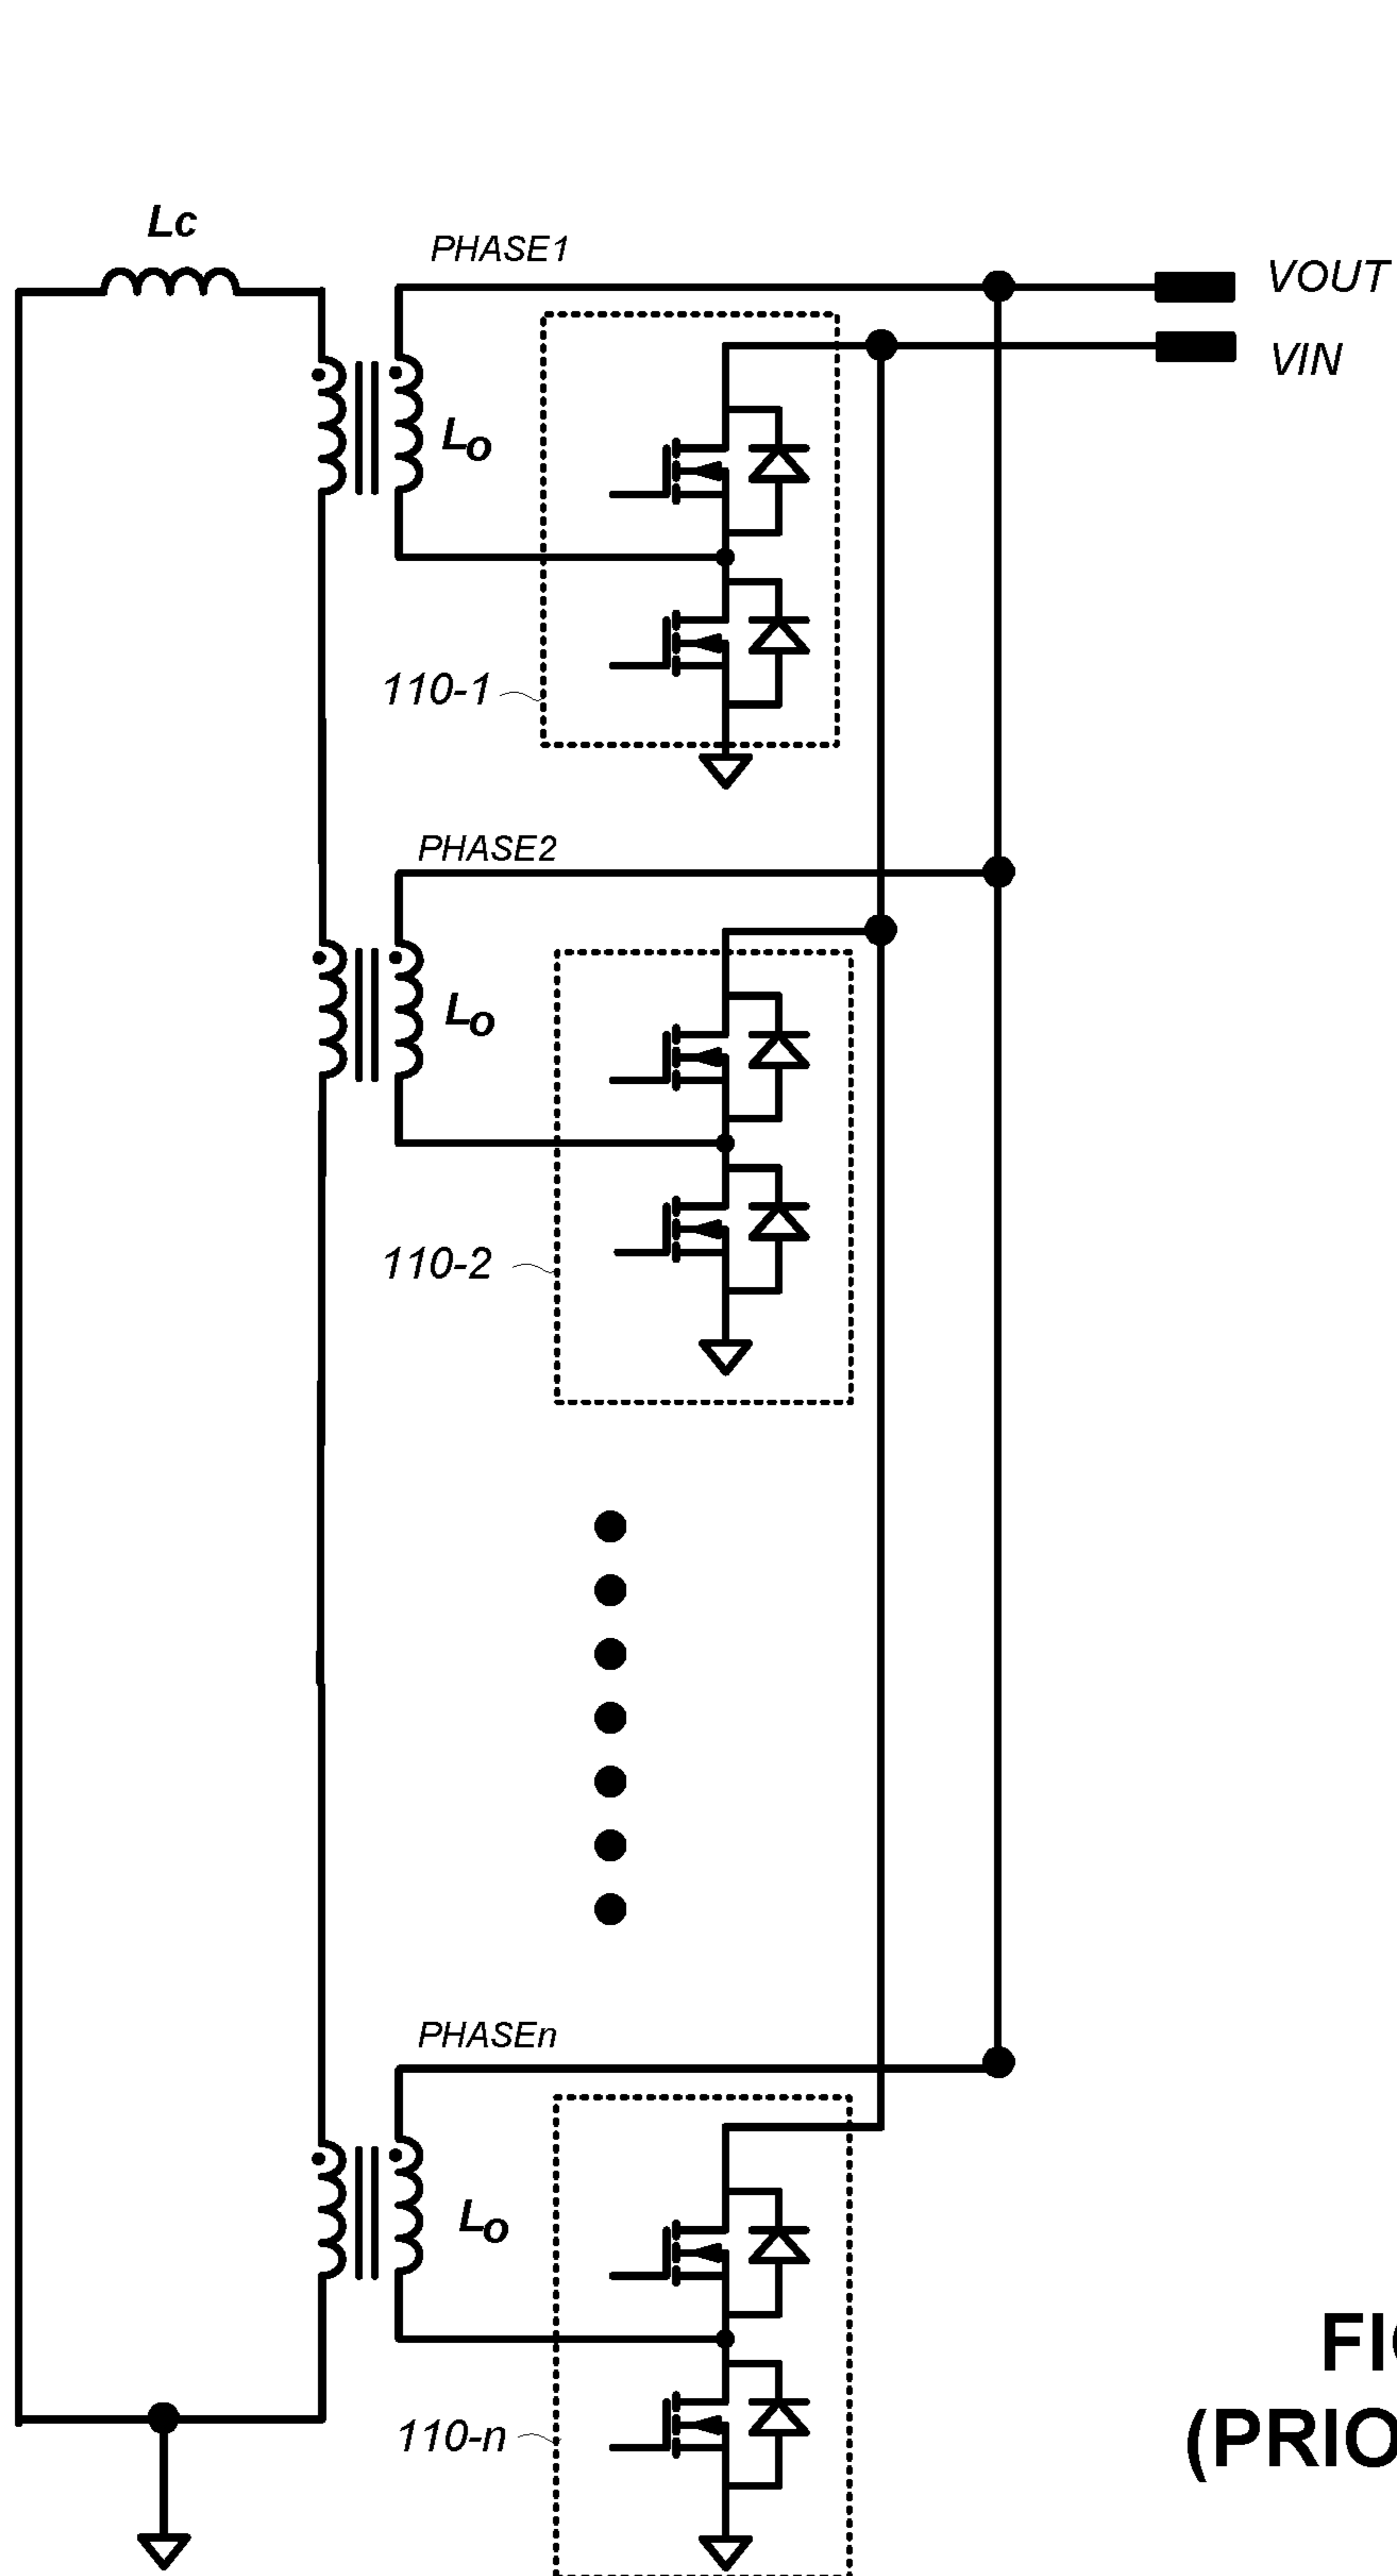 Lc
PHASE1
VOUT
VIN
Lo
110-1
PHASE2
Lo
110-2
PHASEn
Lo
110-n